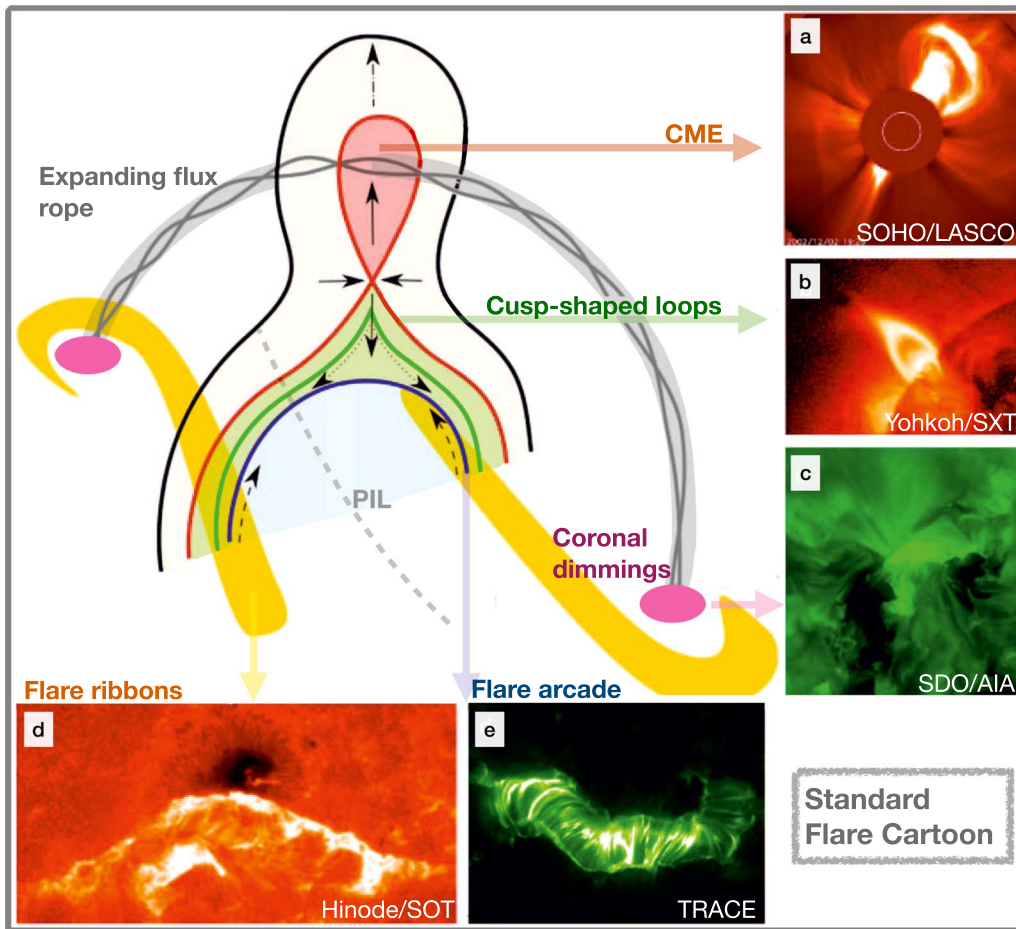 a
CME
SOHO/LASCO
Expanding flux
rope
b
Cusp-shaped loops
Yohkoh/SXT
c
PIL
Coronal
dimmings
SDO/AIA
Flare ribbons
Flare arcade
d
Hinode/SOT
e
TRACE
Standard
Flare Cartoon